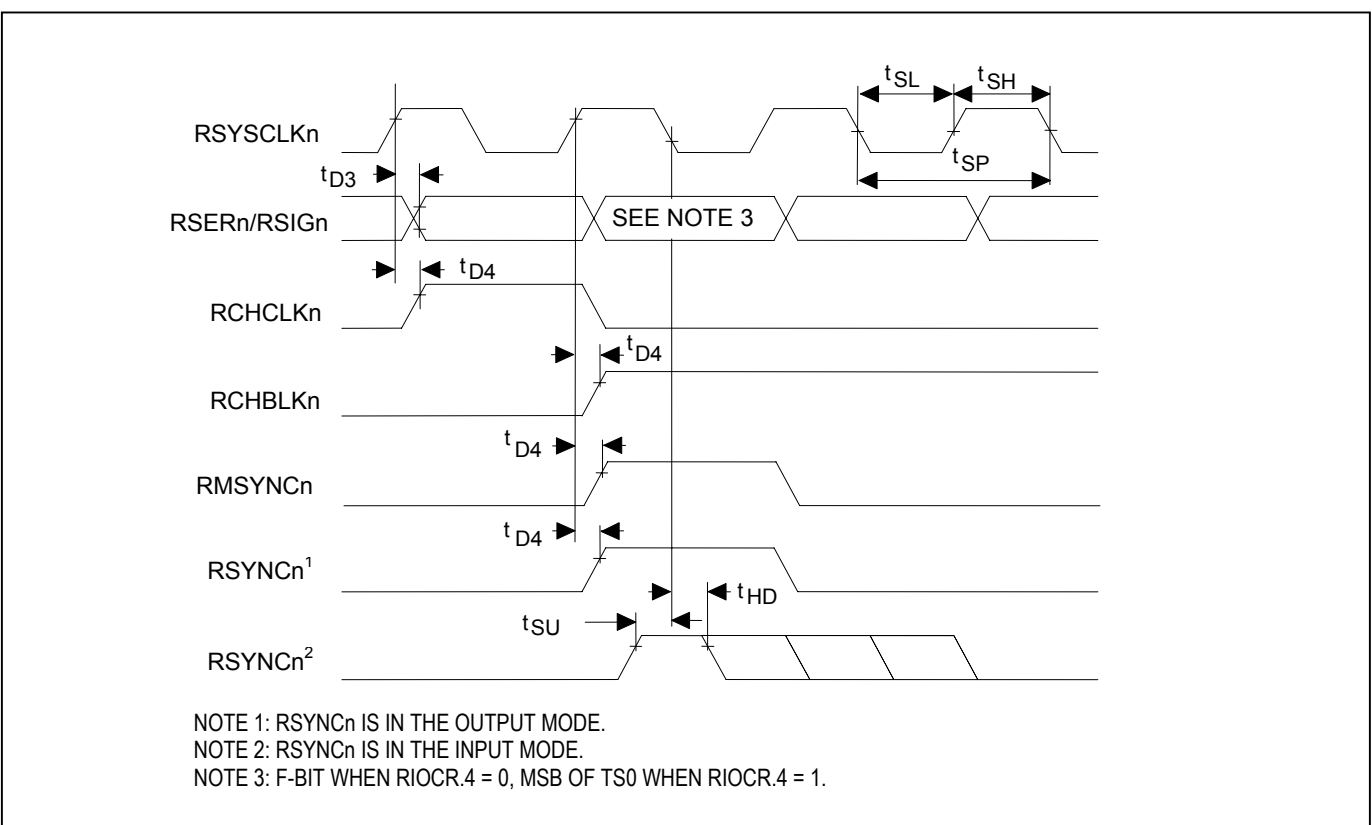 tSL tSH
RSYSCLKn
tSP
tD3
RSERn/RSIGn SEE NOTE 3
tD4
RCHCLKn
tD4
RCHBLKn
tD4
RMSYNCn
tD4
RSYNCn¹
tHD
tSU
RSYNCn²
NOTE 1: RSYNCn IS IN THE OUTPUT MODE.
NOTE 2: RSYNCn IS IN THE INPUT MODE.
NOTE 3: F-BIT WHEN RIOCR.4 = 0, MSB OF TS0 WHEN RIOCR.4 = 1.